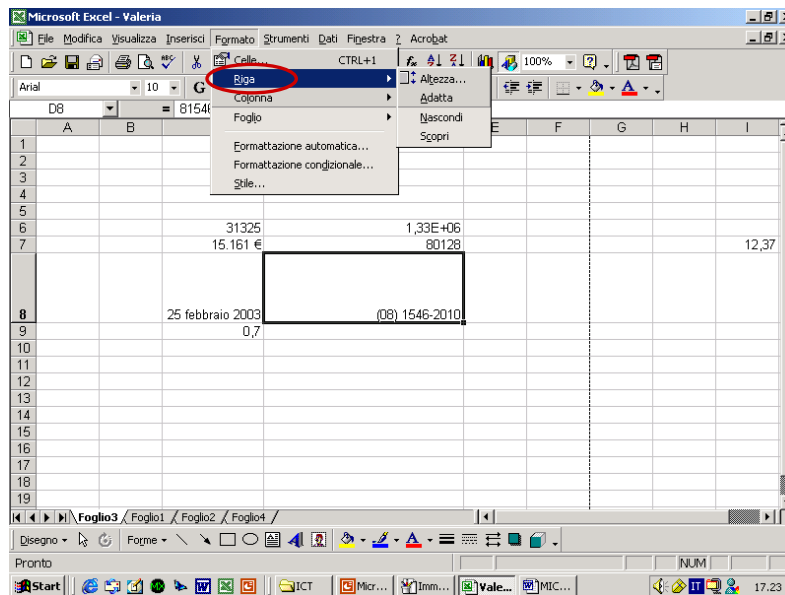 Microsoft Excel - Valeria
File Modifica Visualizza Inserisci Formato Strumenti Dati Finestra ? Acrobat
100%
Arial 10 G
D8 = 8154
Celle... CTRL+1
Riga
Colonna
Foglio
Formattazione automatica...
Formattazione condizionale...
Stile...
Altezza...
Adatta
Nascondi
Scopri
A B E F G H I
1
2
3
4
5
6 31325 1,33E+06
7 15.161 € 80128 12,37
8 25 febbraio 2003 (08) 1546-2010
9 0,7
10
11
12
13
14
15
16
17
18
19
Foglio3 Foglio1 Foglio2 Foglio4
Disegno Forme
Pronto NUM
Start ICT Micr... Imm... Vale... MIC... IT 17.23